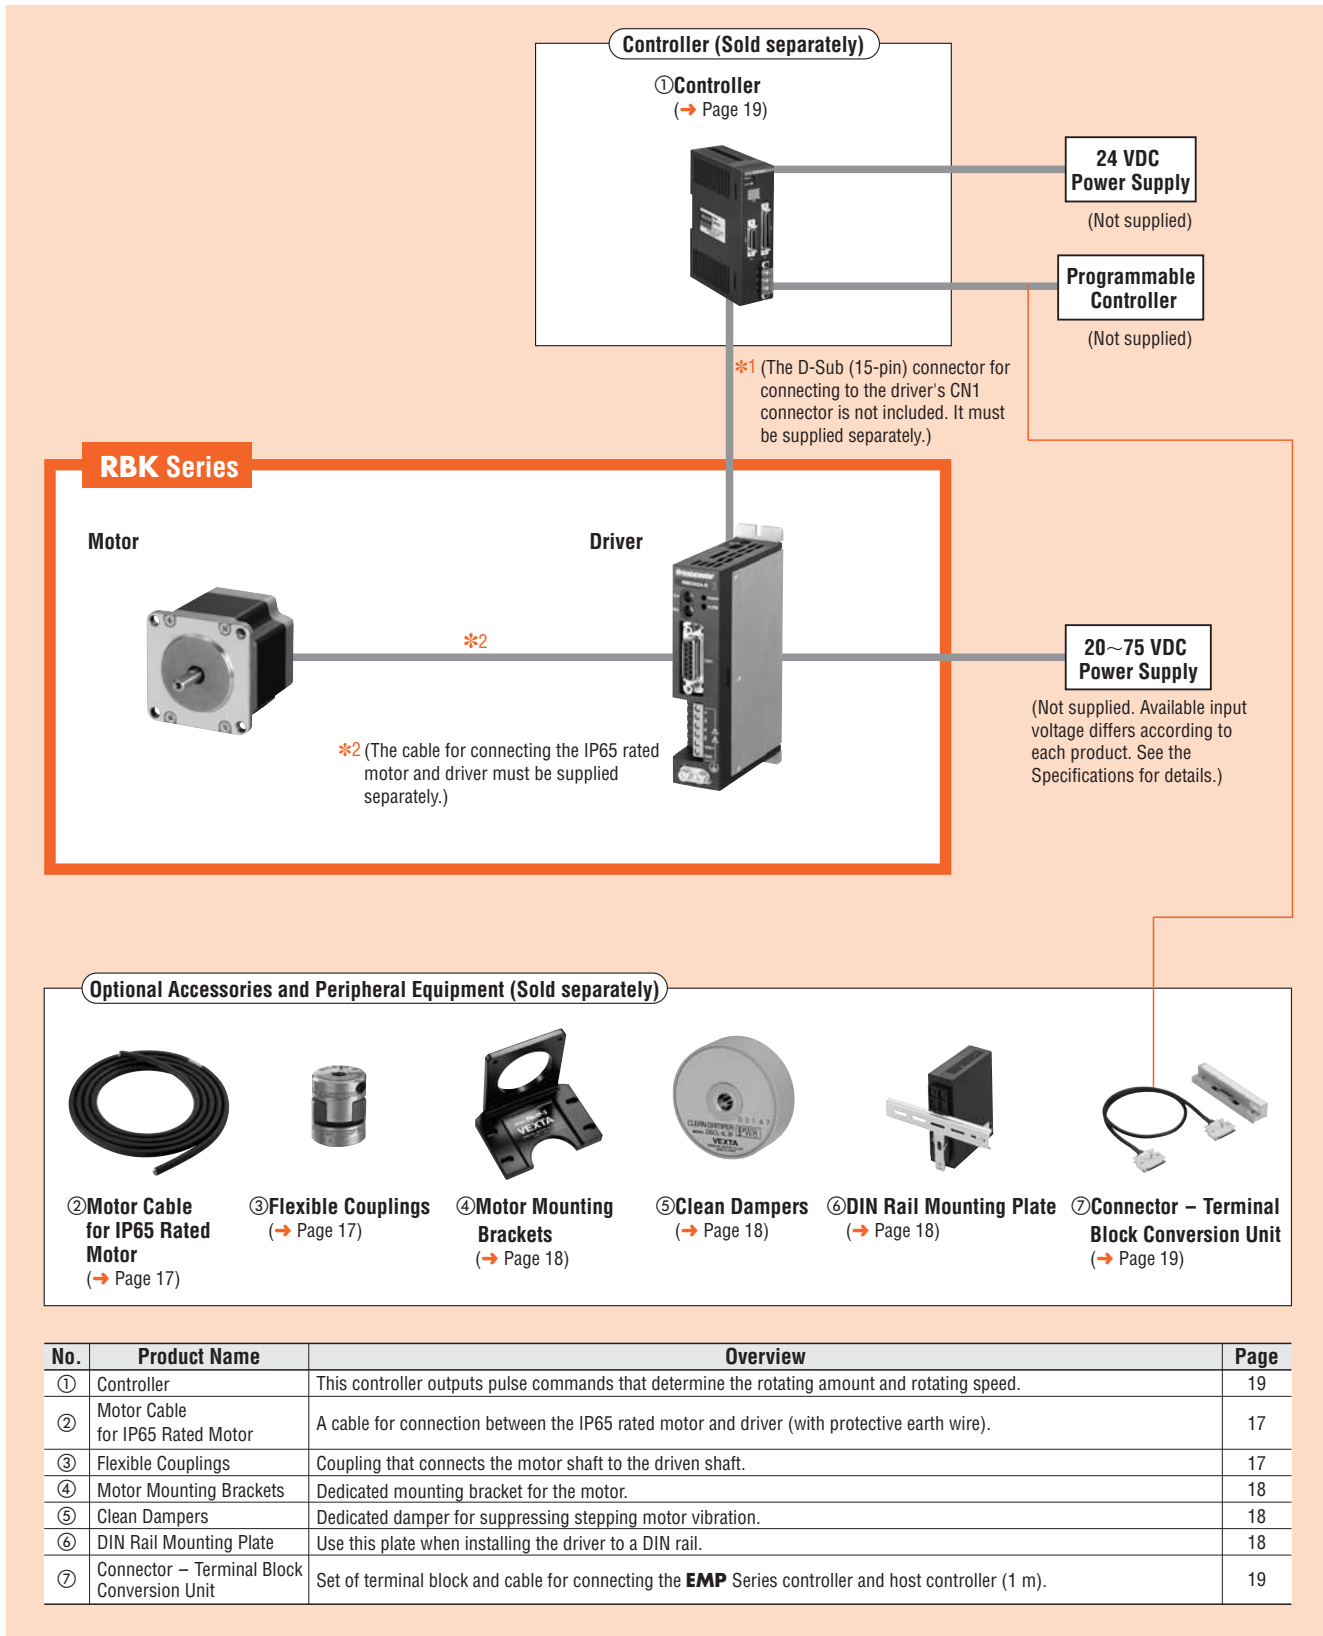 Controller (Sold separately)
①Controller
(➜ Page 19)
24 VDC
Power Supply
(Not supplied)
Programmable
Controller
(Not supplied)
✻1 (The D-Sub (15-pin) connector for
connecting to the driver's CN1
connector is not included. It must
be supplied separately.)
RBK Series
Motor
Driver
✻2
20～75 VDC
Power Supply
(Not supplied. Available input
voltage differs according to
each product. See the
Specifications for details.)
✻2 (The cable for connecting the IP65 rated
motor and driver must be supplied
separately.)
Optional Accessories and Peripheral Equipment (Sold separately)
00147
CLEAN DAMPER
VEXTA
VEXTA
②Motor Cable
for IP65 Rated
Motor
(➜ Page 17)
③Flexible Couplings
(➜ Page 17)
④Motor Mounting
Brackets
(➜ Page 18)
⑤Clean Dampers
(➜ Page 18)
⑥DIN Rail Mounting Plate
(➜ Page 18)
⑦Connector – Terminal
Block Conversion Unit
(➜ Page 19)
No. Product Name Overview Page
① Controller This controller outputs pulse commands that determine the rotating amount and rotating speed. 19
② Motor Cable
for IP65 Rated Motor A cable for connection between the IP65 rated motor and driver (with protective earth wire). 17
③ Flexible Couplings Coupling that connects the motor shaft to the driven shaft. 17
④ Motor Mounting Brackets Dedicated mounting bracket for the motor. 18
⑤ Clean Dampers Dedicated damper for suppressing stepping motor vibration. 18
⑥ DIN Rail Mounting Plate Use this plate when installing the driver to a DIN rail. 18
⑦ Connector – Terminal Block
Conversion Unit Set of terminal block and cable for connecting the EMP Series controller and host controller (1 m). 19